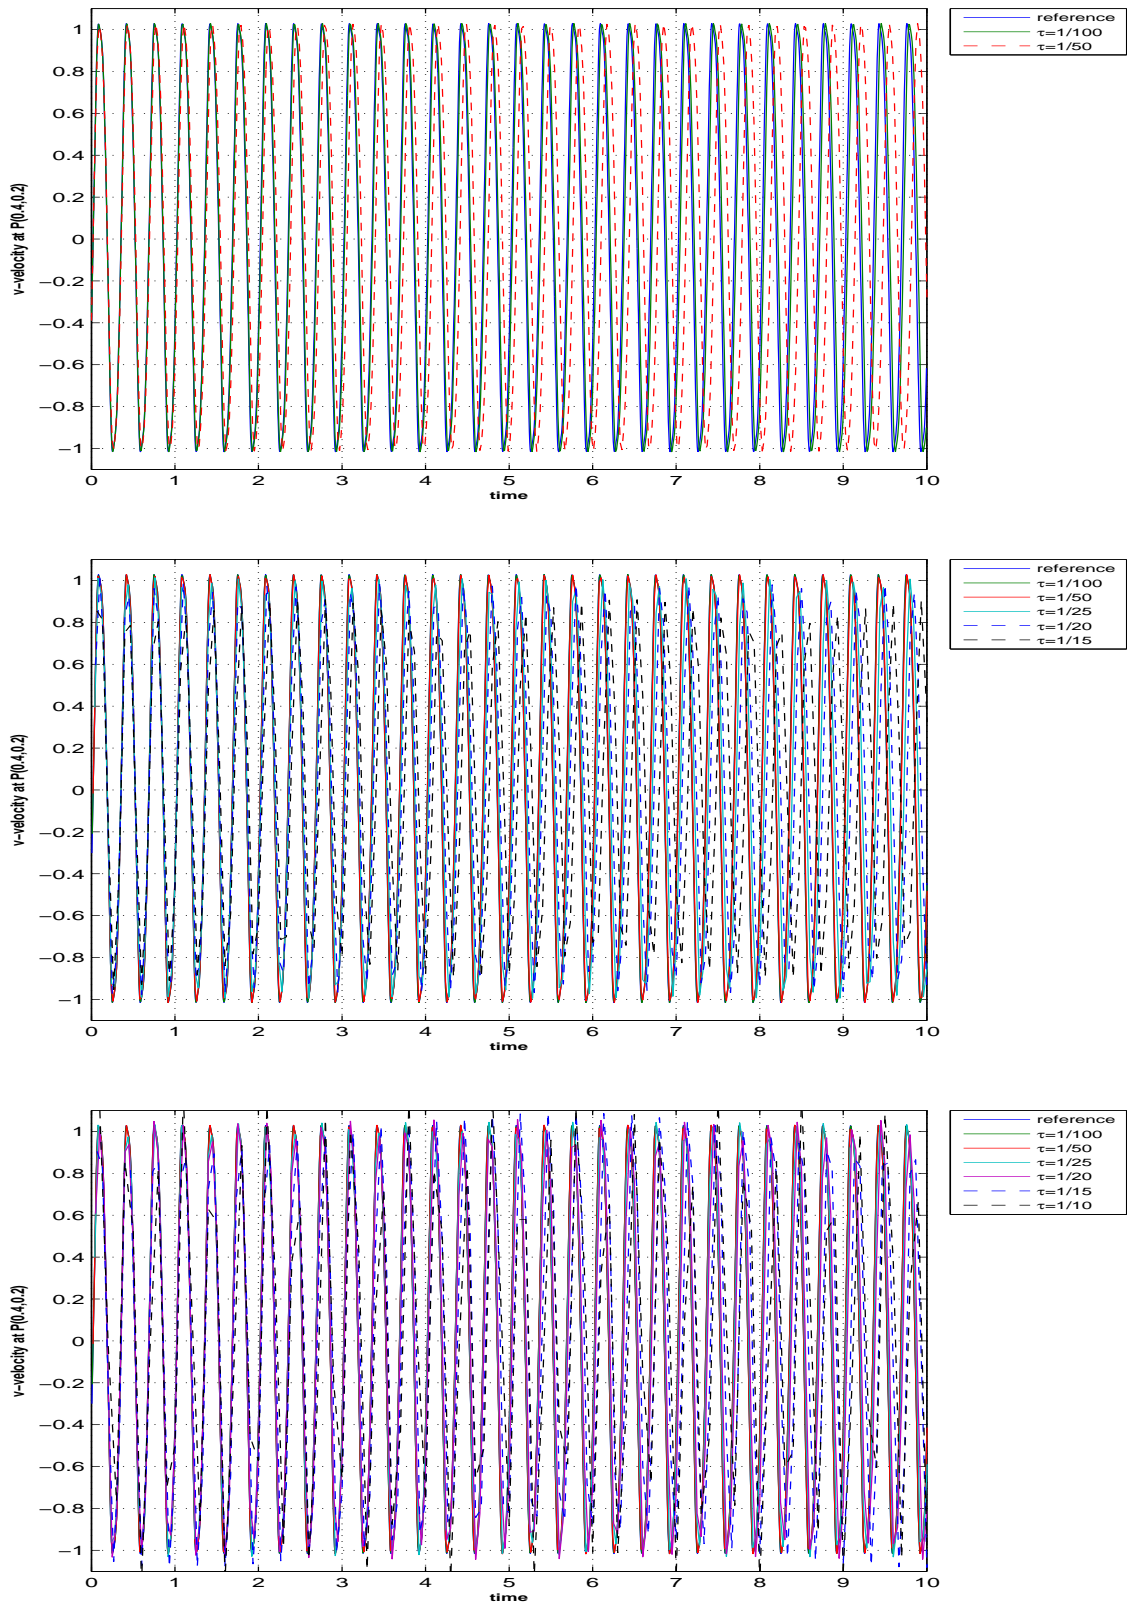 reference
τ=1/100
τ=1/50
1
0.8
0.6
0.4
0.2
0
−0.2
−0.4
−0.6
−0.8
−1
v−velocity at P(0.4,0.2)
0 1 2 3 4 5 6 7 8 9 10
time
reference
τ=1/100
τ=1/50
τ=1/25
τ=1/20
τ=1/15
1
0.8
0.6
0.4
0.2
0
−0.2
−0.4
−0.6
−0.8
−1
v−velocity at P(0.4,0.2)
0 1 2 3 4 5 6 7 8 9 10
time
reference
τ=1/100
τ=1/50
τ=1/25
τ=1/20
τ=1/15
τ=1/10
1
0.8
0.6
0.4
0.2
0
−0.2
−0.4
−0.6
−0.8
−1
v−velocity at P(0.4,0.2)
0 1 2 3 4 5 6 7 8 9 10
time